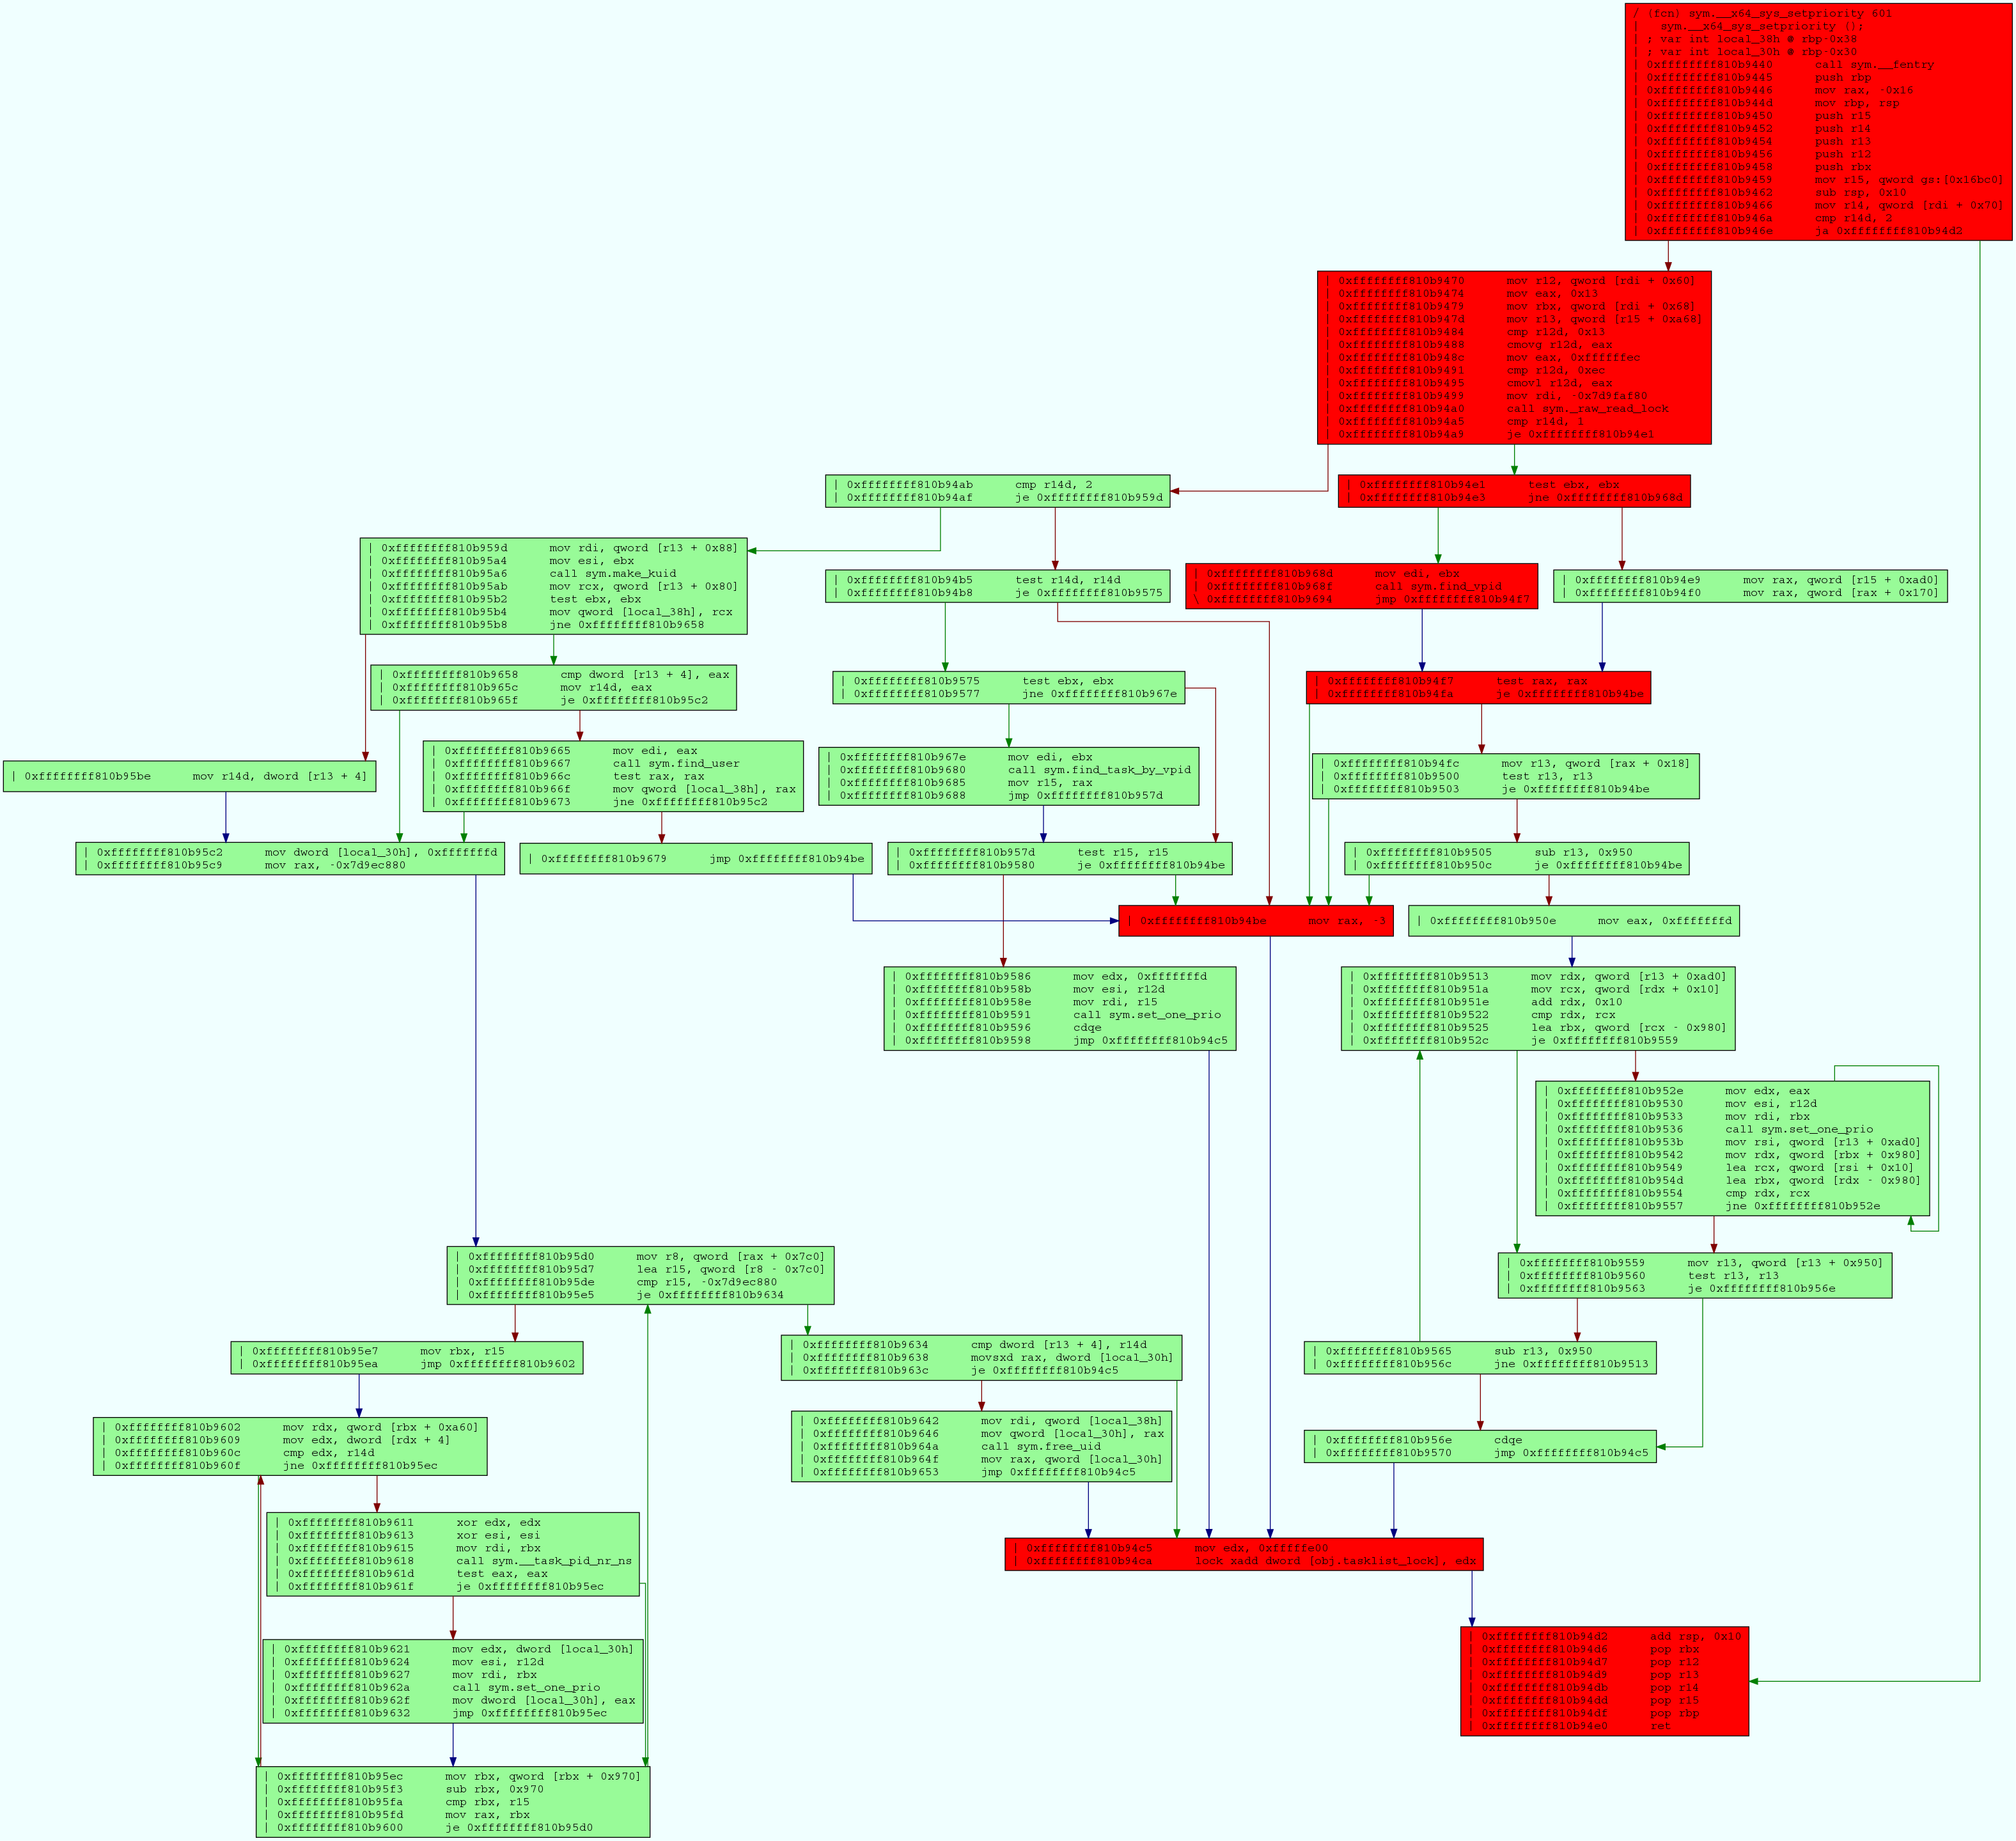 / (fcn) sym.__x64_sys_setpriority 601
|   sym.__x64_sys_setpriority ();
| ; var int local_38h @ rbp-0x38
| ; var int local_30h @ rbp-0x30
| 0xffffffff810b9440      call sym.__fentry
| 0xffffffff810b9445      push rbp
| 0xffffffff810b9446      mov rax, -0x16
| 0xffffffff810b944d      mov rbp, rsp
| 0xffffffff810b9450      push r15
| 0xffffffff810b9452      push r14
| 0xffffffff810b9454      push r13
| 0xffffffff810b9456      push r12
| 0xffffffff810b9458      push rbx
| 0xffffffff810b9459      mov r15, qword gs:[0x16bc0]
| 0xffffffff810b9462      sub rsp, 0x10
| 0xffffffff810b9466      mov r14, qword [rdi + 0x70]
| 0xffffffff810b946a      cmp r14d, 2
| 0xffffffff810b946e      ja 0xffffffff810b94d2
| 0xffffffff810b9470      mov r12, qword [rdi + 0x60]
| 0xffffffff810b9474      mov eax, 0x13
| 0xffffffff810b9479      mov rbx, qword [rdi + 0x68]
| 0xffffffff810b947d      mov r13, qword [r15 + 0xa68]
| 0xffffffff810b9484      cmp r12d, 0x13
| 0xffffffff810b9488      cmovg r12d, eax
| 0xffffffff810b948c      mov eax, 0xffffffec
| 0xffffffff810b9491      cmp r12d, 0xec
| 0xffffffff810b9495      cmovl r12d, eax
| 0xffffffff810b9499      mov rdi, -0x7d9faf80
| 0xffffffff810b94a0      call sym._raw_read_lock
| 0xffffffff810b94a5      cmp r14d, 1
| 0xffffffff810b94a9      je 0xffffffff810b94e1
| 0xffffffff810b94ab      cmp r14d, 2
| 0xffffffff810b94af      je 0xffffffff810b959d
| 0xffffffff810b94e1      test ebx, ebx
| 0xffffffff810b94e3      jne 0xffffffff810b968d
| 0xffffffff810b959d      mov rdi, qword [r13 + 0x88]
| 0xffffffff810b95a4      mov esi, ebx
| 0xffffffff810b95a6      call sym.make_kuid
| 0xffffffff810b95ab      mov rcx, qword [r13 + 0x80]
| 0xffffffff810b95b2      test ebx, ebx
| 0xffffffff810b95b4      mov qword [local_38h], rcx
| 0xffffffff810b95b8      jne 0xffffffff810b9658
| 0xffffffff810b94b5      test r14d, r14d
| 0xffffffff810b94b8      je 0xffffffff810b9575
| 0xffffffff810b968d      mov edi, ebx
| 0xffffffff810b968f      call sym.find_vpid
\ 0xffffffff810b9694      jmp 0xffffffff810b94f7
| 0xffffffff810b94e9      mov rax, qword [r15 + 0xad0]
| 0xffffffff810b94f0      mov rax, qword [rax + 0x170]
| 0xffffffff810b9658      cmp dword [r13 + 4], eax
| 0xffffffff810b965c      mov r14d, eax
| 0xffffffff810b965f      je 0xffffffff810b95c2
| 0xffffffff810b9575      test ebx, ebx
| 0xffffffff810b9577      jne 0xffffffff810b967e
| 0xffffffff810b94f7      test rax, rax
| 0xffffffff810b94fa      je 0xffffffff810b94be
| 0xffffffff810b95be      mov r14d, dword [r13 + 4]
| 0xffffffff810b9665      mov edi, eax
| 0xffffffff810b9667      call sym.find_user
| 0xffffffff810b966c      test rax, rax
| 0xffffffff810b966f      mov qword [local_38h], rax
| 0xffffffff810b9673      jne 0xffffffff810b95c2
| 0xffffffff810b967e      mov edi, ebx
| 0xffffffff810b9680      call sym.find_task_by_vpid
| 0xffffffff810b9685      mov r15, rax
| 0xffffffff810b9688      jmp 0xffffffff810b957d
| 0xffffffff810b94fc      mov r13, qword [rax + 0x18]
| 0xffffffff810b9500      test r13, r13
| 0xffffffff810b9503      je 0xffffffff810b94be
| 0xffffffff810b95c2      mov dword [local_30h], 0xfffffffd
| 0xffffffff810b95c9      mov rax, -0x7d9ec880
| 0xffffffff810b9679      jmp 0xffffffff810b94be
| 0xffffffff810b957d      test r15, r15
| 0xffffffff810b9580      je 0xffffffff810b94be
| 0xffffffff810b9505      sub r13, 0x950
| 0xffffffff810b950c      je 0xffffffff810b94be
| 0xffffffff810b94be      mov rax, -3
| 0xffffffff810b950e      mov eax, 0xfffffffd
| 0xffffffff810b9586      mov edx, 0xfffffffd
| 0xffffffff810b958b      mov esi, r12d
| 0xffffffff810b958e      mov rdi, r15
| 0xffffffff810b9591      call sym.set_one_prio
| 0xffffffff810b9596      cdqe
| 0xffffffff810b9598      jmp 0xffffffff810b94c5
| 0xffffffff810b9513      mov rdx, qword [r13 + 0xad0]
| 0xffffffff810b951a      mov rcx, qword [rdx + 0x10]
| 0xffffffff810b951e      add rdx, 0x10
| 0xffffffff810b9522      cmp rdx, rcx
| 0xffffffff810b9525      lea rbx, qword [rcx - 0x980]
| 0xffffffff810b952c      je 0xffffffff810b9559
| 0xffffffff810b952e      mov edx, eax
| 0xffffffff810b9530      mov esi, r12d
| 0xffffffff810b9533      mov rdi, rbx
| 0xffffffff810b9536      call sym.set_one_prio
| 0xffffffff810b953b      mov rsi, qword [r13 + 0xad0]
| 0xffffffff810b9542      mov rdx, qword [rbx + 0x980]
| 0xffffffff810b9549      lea rcx, qword [rsi + 0x10]
| 0xffffffff810b954d      lea rbx, qword [rdx - 0x980]
| 0xffffffff810b9554      cmp rdx, rcx
| 0xffffffff810b9557      jne 0xffffffff810b952e
| 0xffffffff810b95d0      mov r8, qword [rax + 0x7c0]
| 0xffffffff810b95d7      lea r15, qword [r8 - 0x7c0]
| 0xffffffff810b95de      cmp r15, -0x7d9ec880
| 0xffffffff810b95e5      je 0xffffffff810b9634
| 0xffffffff810b9559      mov r13, qword [r13 + 0x950]
| 0xffffffff810b9560      test r13, r13
| 0xffffffff810b9563      je 0xffffffff810b956e
| 0xffffffff810b95e7      mov rbx, r15
| 0xffffffff810b95ea      jmp 0xffffffff810b9602
| 0xffffffff810b9634      cmp dword [r13 + 4], r14d
| 0xffffffff810b9638      movsxd rax, dword [local_30h]
| 0xffffffff810b963c      je 0xffffffff810b94c5
| 0xffffffff810b9565      sub r13, 0x950
| 0xffffffff810b956c      jne 0xffffffff810b9513
| 0xffffffff810b9602      mov rdx, qword [rbx + 0xa60]
| 0xffffffff810b9609      mov edx, dword [rdx + 4]
| 0xffffffff810b960c      cmp edx, r14d
| 0xffffffff810b960f      jne 0xffffffff810b95ec
| 0xffffffff810b9642      mov rdi, qword [local_38h]
| 0xffffffff810b9646      mov qword [local_30h], rax
| 0xffffffff810b964a      call sym.free_uid
| 0xffffffff810b964f      mov rax, qword [local_30h]
| 0xffffffff810b9653      jmp 0xffffffff810b94c5
| 0xffffffff810b956e      cdqe
| 0xffffffff810b9570      jmp 0xffffffff810b94c5
| 0xffffffff810b9611      xor edx, edx
| 0xffffffff810b9613      xor esi, esi
| 0xffffffff810b9615      mov rdi, rbx
| 0xffffffff810b9618      call sym.__task_pid_nr_ns
| 0xffffffff810b961d      test eax, eax
| 0xffffffff810b961f      je 0xffffffff810b95ec
| 0xffffffff810b94c5      mov edx, 0xfffffe00
| 0xffffffff810b94ca      lock xadd dword [obj.tasklist_lock], edx
| 0xffffffff810b9621      mov edx, dword [local_30h]
| 0xffffffff810b9624      mov esi, r12d
| 0xffffffff810b9627      mov rdi, rbx
| 0xffffffff810b962a      call sym.set_one_prio
| 0xffffffff810b962f      mov dword [local_30h], eax
| 0xffffffff810b9632      jmp 0xffffffff810b95ec
| 0xffffffff810b94d2      add rsp, 0x10
| 0xffffffff810b94d6      pop rbx
| 0xffffffff810b94d7      pop r12
| 0xffffffff810b94d9      pop r13
| 0xffffffff810b94db      pop r14
| 0xffffffff810b94dd      pop r15
| 0xffffffff810b94df      pop rbp
| 0xffffffff810b94e0      ret
| 0xffffffff810b95ec      mov rbx, qword [rbx + 0x970]
| 0xffffffff810b95f3      sub rbx, 0x970
| 0xffffffff810b95fa      cmp rbx, r15
| 0xffffffff810b95fd      mov rax, rbx
| 0xffffffff810b9600      je 0xffffffff810b95d0